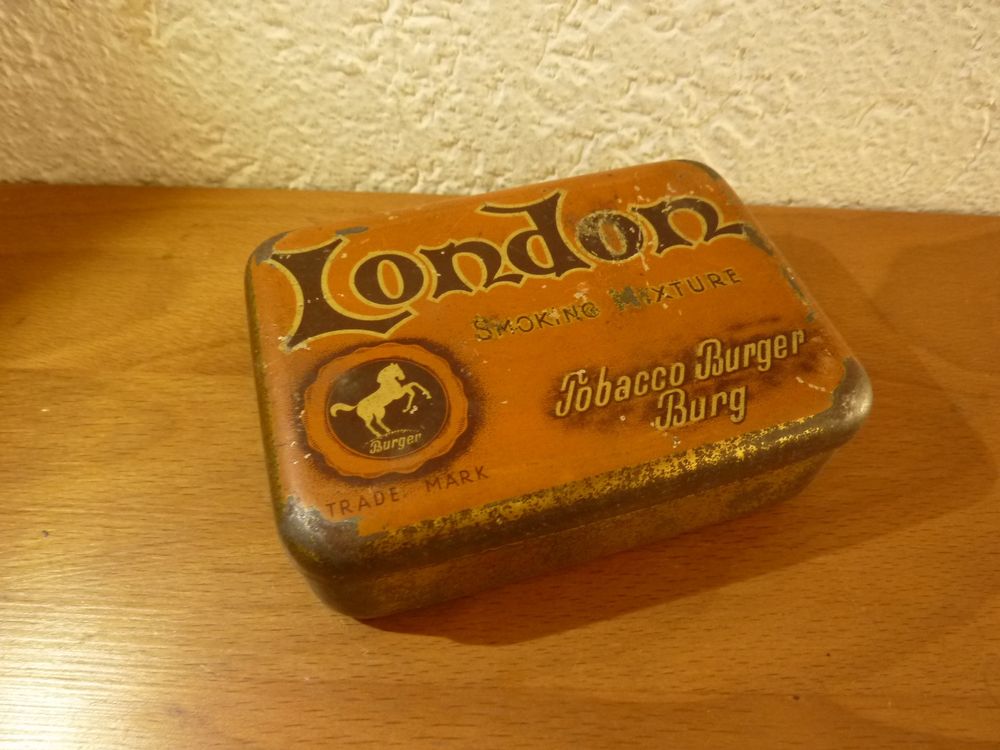 London
SMOKING MIXTURE
Tobacco Burger
Burg
Burger
TRADE MARK